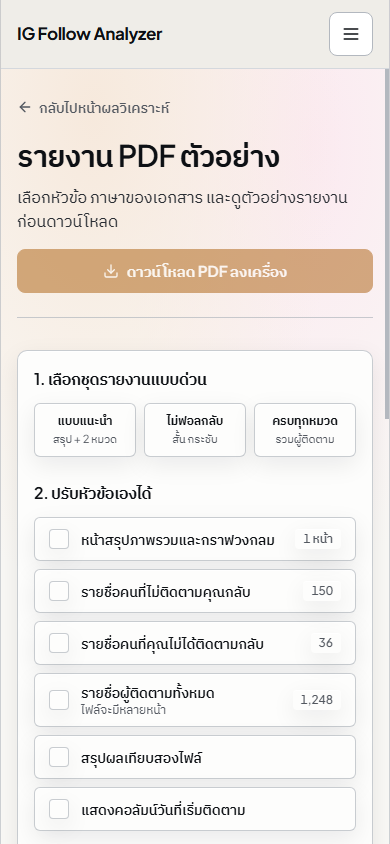 IG Follow Analyzer
กลับไปหน้าผลวิเคราะห์
รายงาน PDF ตัวอย่าง
เลือกหัวข้อ ภาษาของเอกสาร และดูตัวอย่างรายงาน
ก่อนดาวน์โหลด
ดาวน์โหลด PDF ลงเครื่อง
1. เลือกชุดรายงานแบบด่วน
แบบแนะนำ
สรุป + 2 หมวด
ไม่ฟอลกลับ
สั้น กระชับ
ครบทุกหมวด
รวมผู้ติดตาม
2. ปรับหัวข้อเองได้
หน้าสรุปภาพรวมและกราฟวงกลม
1 หน้า
รายชื่อคนที่ไม่ติดตามคุณกลับ
150
รายชื่อคนที่คุณไม่ได้ติดตามกลับ
36
รายชื่อผู้ติดตามทั้งหมด
ไฟล์จะมีหลายหน้า
1,248
สรุปผลเทียบสองไฟล์
แสดงคอลัมน์วันที่เริ่มติดตาม